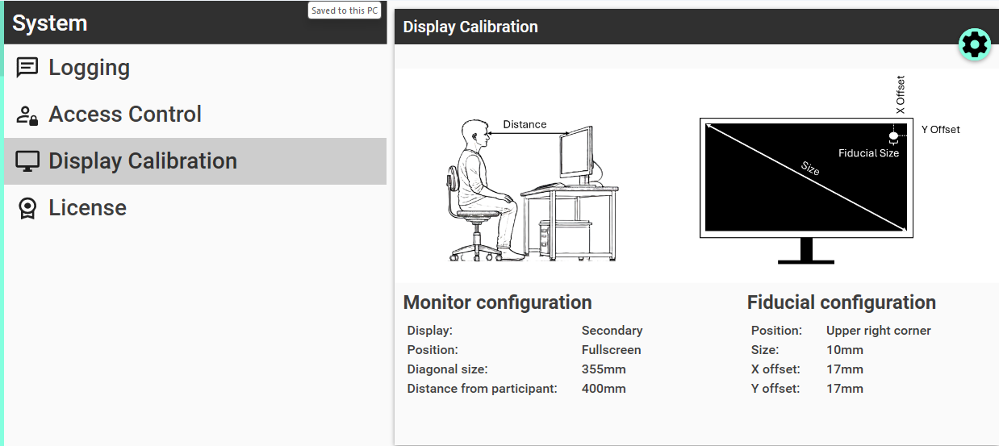 System
Saved to this PC
Logging
Access Control
Display Calibration
License
Display Calibration
Distance
X Offset
Y Offset
Fiducial Size
Size
Monitor configuration
Display: Secondary
Position: Fullscreen
Diagonal size: 355mm
Distance from participant: 400mm
Fiducial configuration
Position: Upper right corner
Size: 10mm
X offset: 17mm
Y offset: 17mm